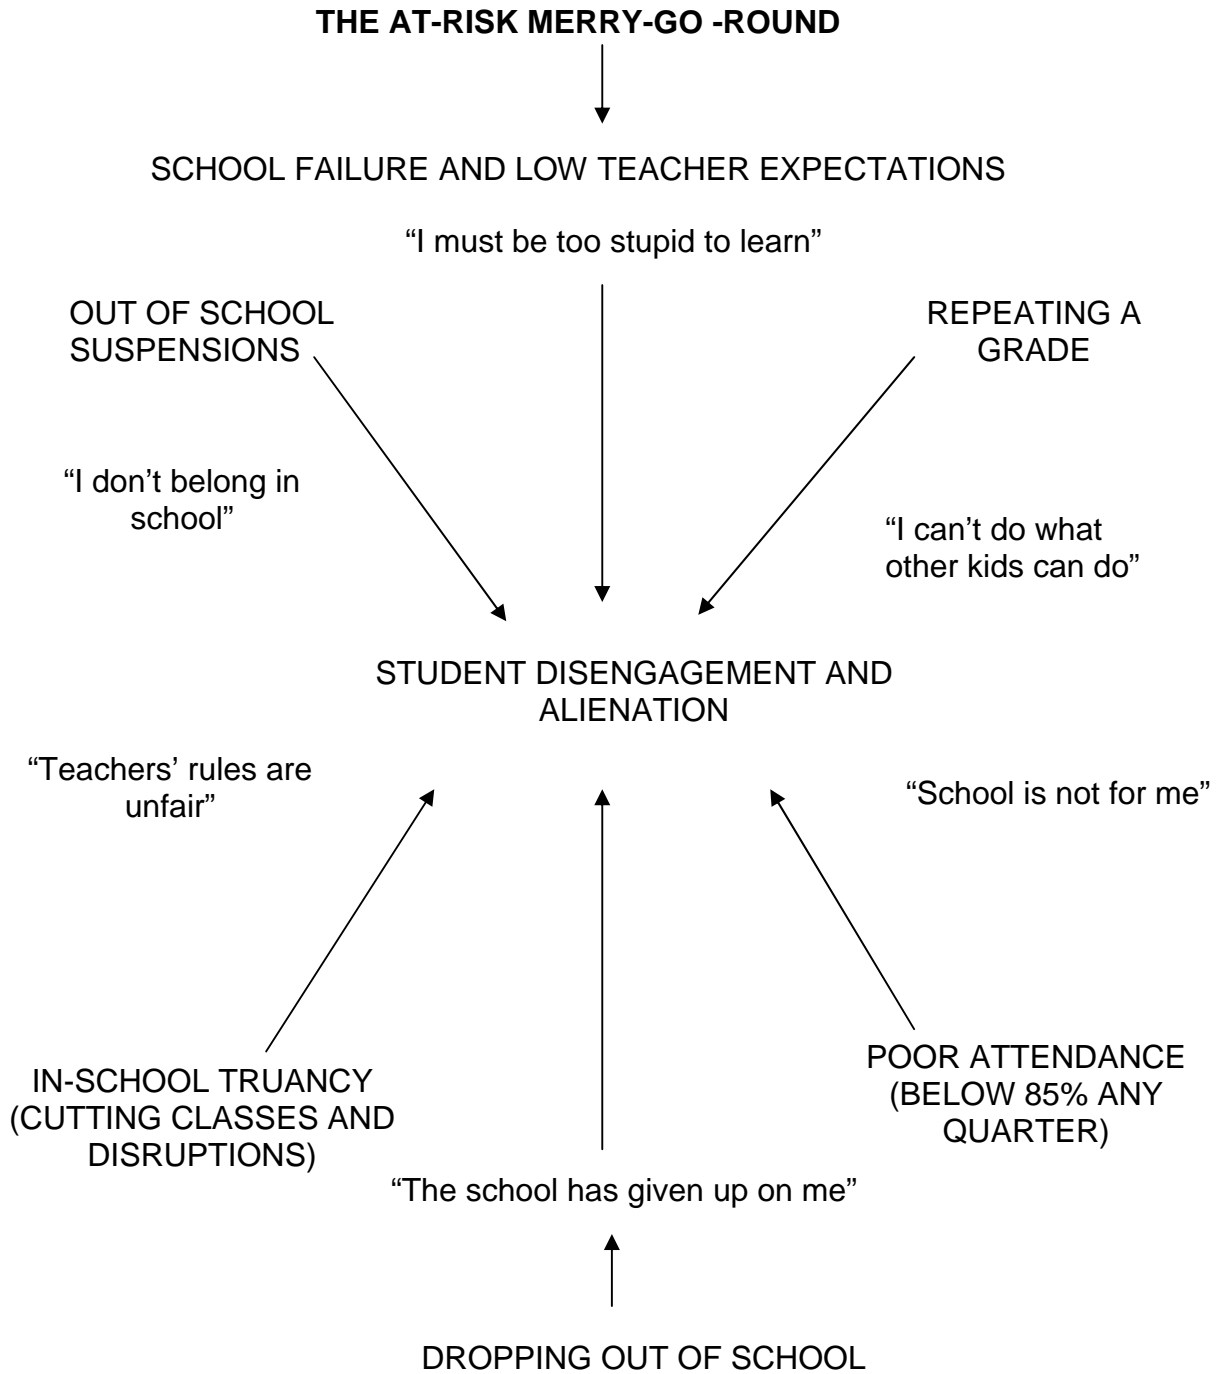 THE AT-RISK MERRY-GO -ROUND
SCHOOL FAILURE AND LOW TEACHER EXPECTATIONS
“I must be too stupid to learn”
OUT OF SCHOOL
SUSPENSIONS
REPEATING A
GRADE
“I don’t belong in
school”
“I can’t do what
other kids can do”
STUDENT DISENGAGEMENT AND
ALIENATION
“Teachers’ rules are
unfair”
“School is not for me”
IN-SCHOOL TRUANCY
(CUTTING CLASSES AND
DISRUPTIONS)
POOR ATTENDANCE
(BELOW 85% ANY
QUARTER)
“The school has given up on me”
DROPPING OUT OF SCHOOL